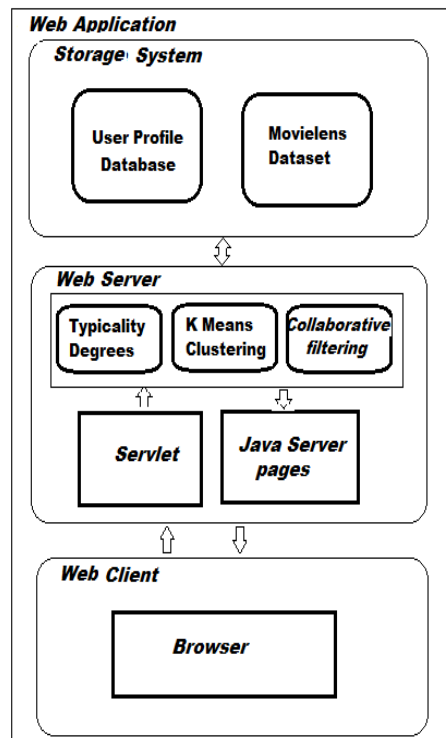 Web Application
Storage System
User Profile
Database
Movielens
Dataset
Web Server
Typicality
Degrees
K Means
Clustering
Collaborative
filtering
Servlet
Java Server
pages
Web Client
Browser